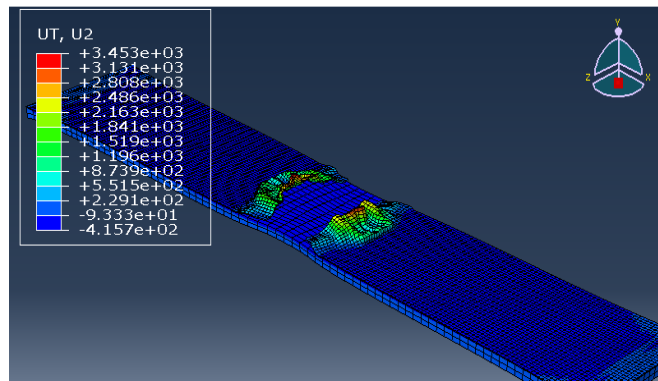 UT, U2
+3.453e+03
+3.131e+03
+2.808e+03
+2.486e+03
+2.163e+03
+1.841e+03
+1.519e+03
+1.196e+03
+8.739e+02
+5.515e+02
+2.291e+02
-9.333e+01
-4.157e+02
Y
Z
X